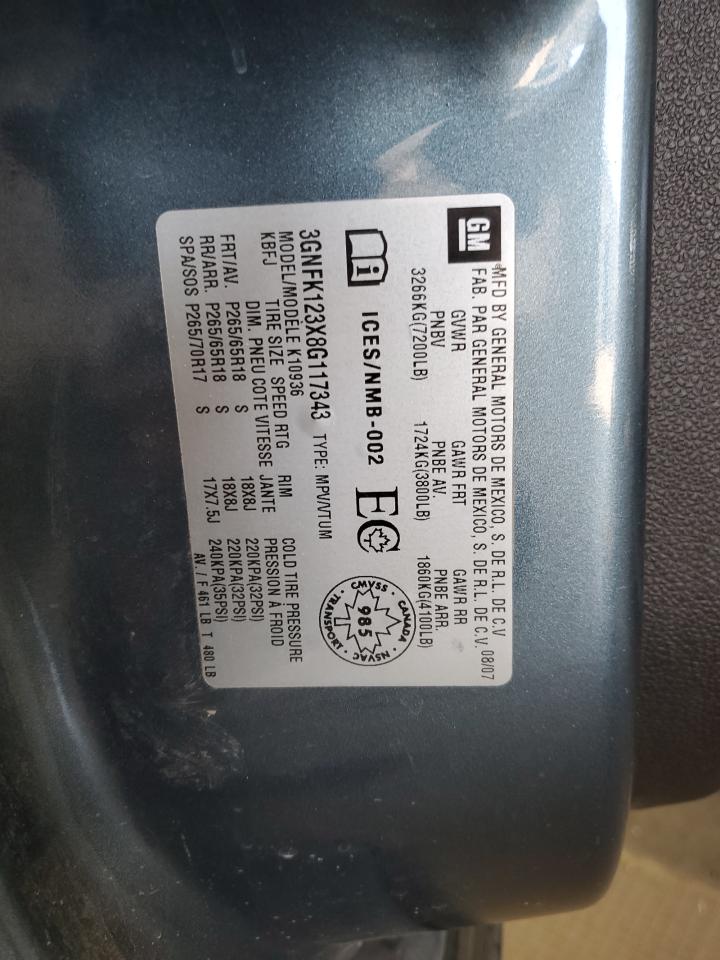 GM
MFD BY GENERAL MOTORS DE MEXICO, S. DE R.L. DE C.V
FAB. PAR GENERAL MOTORS DE MEXICO, S. DE R.L. DE C.V. 08/07
GVWR GAWR FRT GAWR RR
PNBV PNBE AV. PNBE ARR.
3266KG(7200LB) 1724KG(3800LB) 1860KG(4100LB)
i ICES/NMB-002 EC T
CMVSS · CANADA · NSVAC · TRANSPORT ·
985
3GNFK123X8G117343 TYPE: MPV/VTUM
MODEL/MODÈLE K10936
KBFJ TIRE SIZE SPEED RTG RIM COLD TIRE PRESSURE
DIM. PNEU COTE VITESSE JANTE PRESSION À FROID
FRT/AV. P265/65R18 S 18X8J 220KPA(32PSI)
RR/ARR. P265/65R18 S 18X8J 220KPA(32PSI)
SPA/SOS P265/70R17 S 17X7.5J 240KPA(35PSI)
AV. / F 461 LB T 480 LB